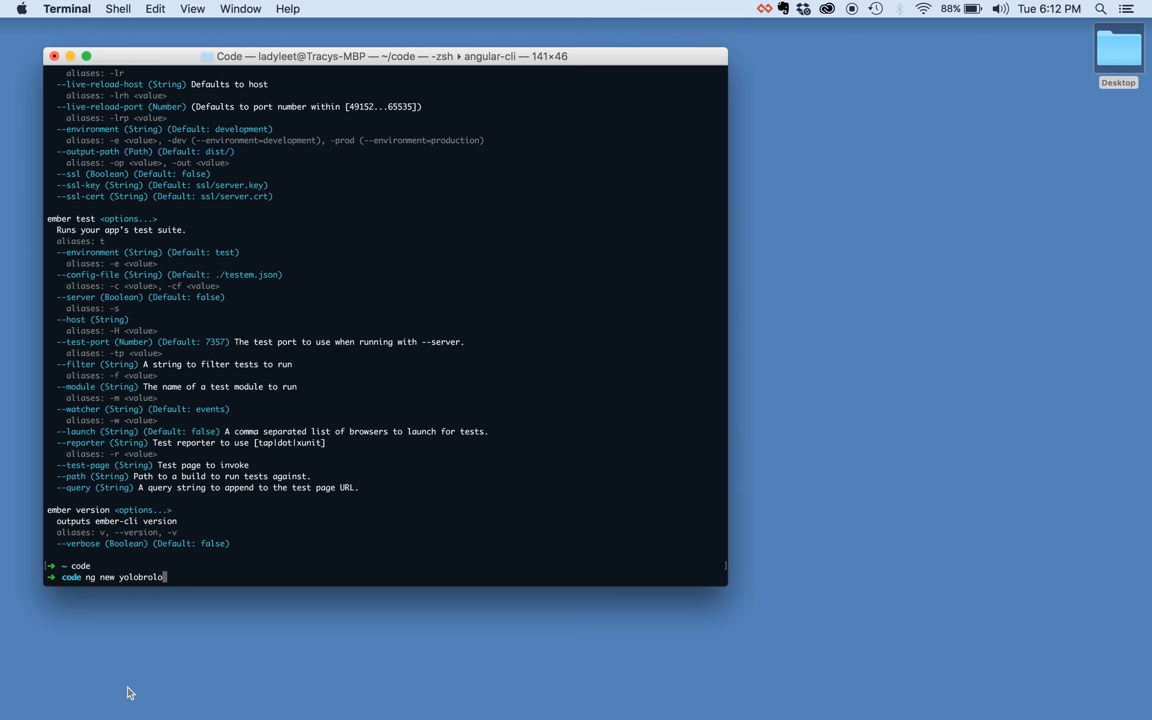 Terminal Shell Edit View Window Help 88% Tue 6:12 PM
Desktop
Code — ladyleet@Tracys-MBP — ~/code — -zsh ▸ angular-cli — 141×46
aliases: -lr
--live-reload-host (String) Defaults to host
aliases: -lrh <value>
--live-reload-port (Number) (Defaults to port number within [49152...65535])
aliases: -lrp <value>
--environment (String) (Default: development)
aliases: -e <value>, -dev (--environment=development), -prod (--environment=production)
--output-path (Path) (Default: dist/)
aliases: -op <value>, -out <value>
--ssl (Boolean) (Default: false)
--ssl-key (String) (Default: ssl/server.key)
--ssl-cert (String) (Default: ssl/server.crt)
ember test <options...>
Runs your app's test suite.
aliases: t
--environment (String) (Default: test)
aliases: -e <value>
--config-file (String) (Default: ./testem.json)
aliases: -c <value>, -cf <value>
--server (Boolean) (Default: false)
aliases: -s
--host (String)
aliases: -H <value>
--test-port (Number) (Default: 7357) The test port to use when running with --server.
aliases: -tp <value>
--filter (String) A string to filter tests to run
aliases: -f <value>
--module (String) The name of a test module to run
aliases: -m <value>
--watcher (String) (Default: events)
aliases: -w <value>
--launch (String) (Default: false) A comma separated list of browsers to launch for tests.
--reporter (String) Test reporter to use [tap|dot|xunit]
aliases: -r <value>
--test-page (String) Test page to invoke
--path (String) Path to a build to run tests against.
--query (String) A query string to append to the test page URL.
ember version <options...>
outputs ember-cli version
aliases: v, --version, -v
--verbose (Boolean) (Default: false)
[➜ ~ code ]
➜ code ng new yolobrolo